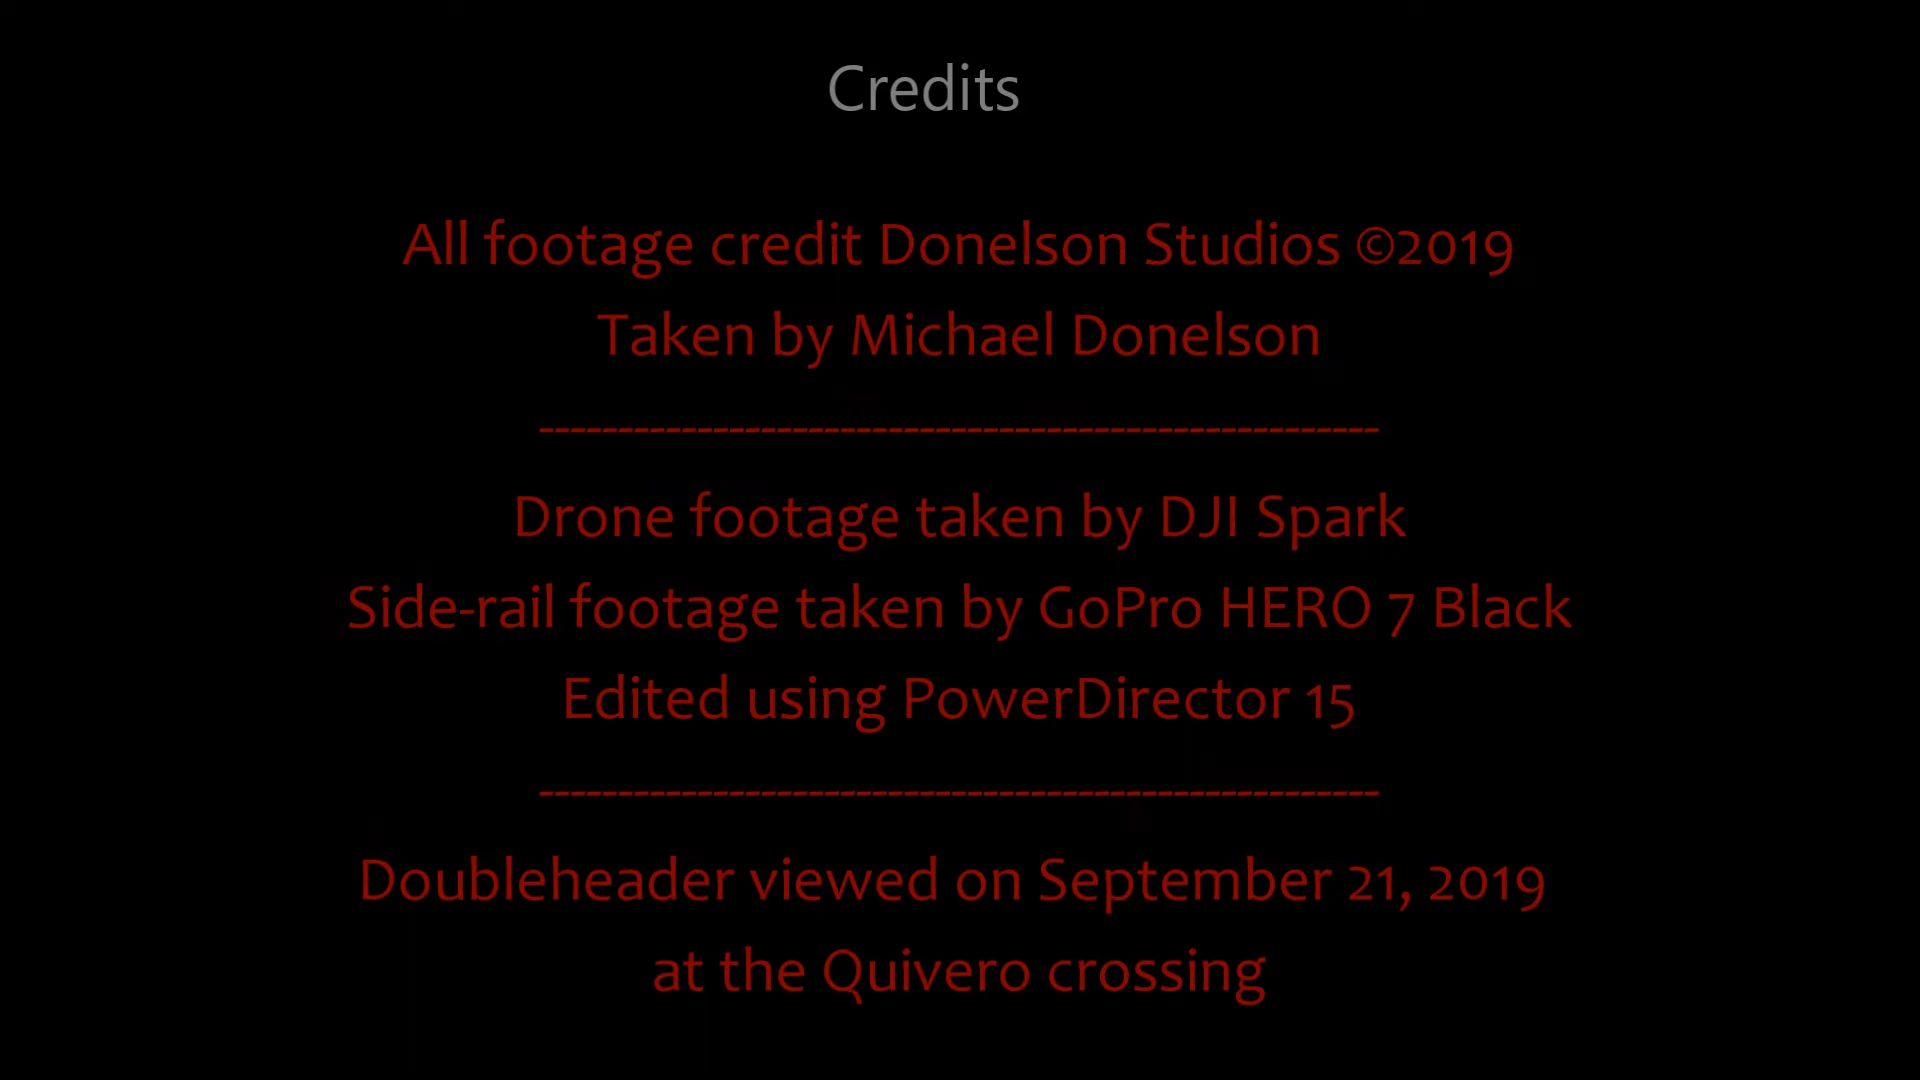 Credits
All footage credit Donelson Studios ©2019
Taken by Michael Donelson
-----------------------------------------------------
Drone footage taken by DJI Spark
Side-rail footage taken by GoPro HERO 7 Black
Edited using PowerDirector 15
-----------------------------------------------------
Doubleheader viewed on September 21, 2019
at the Quivero crossing